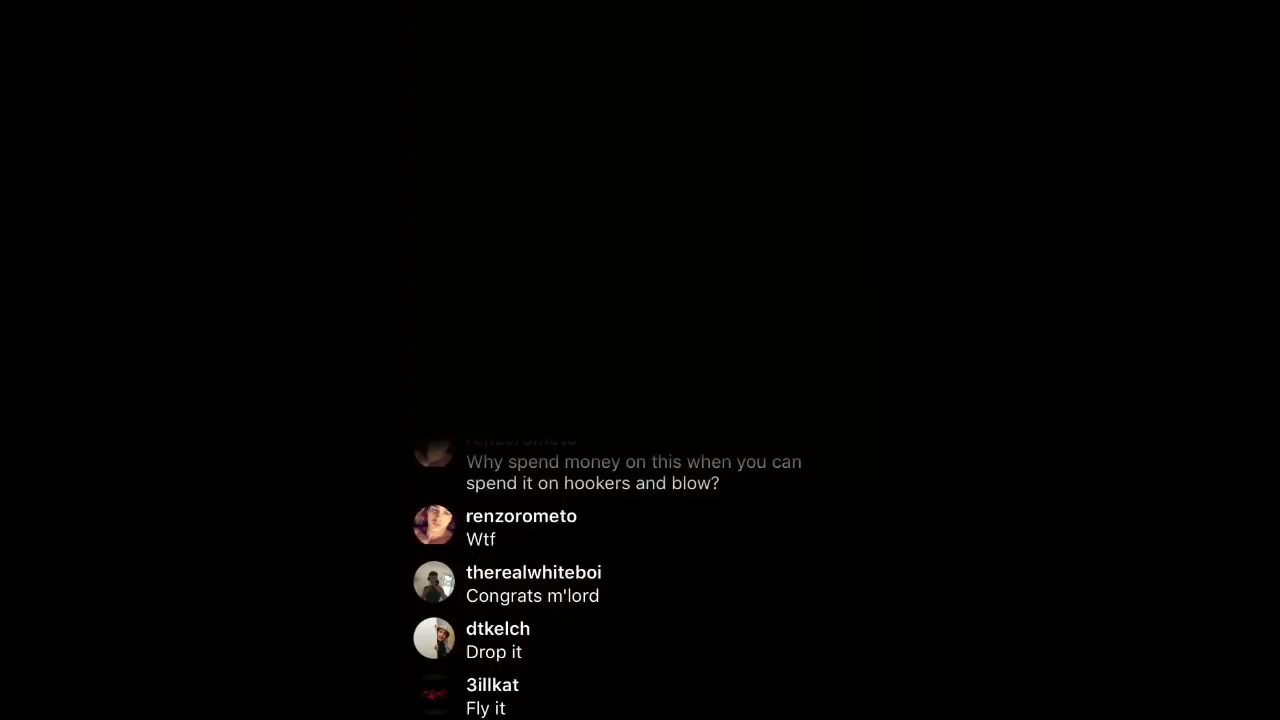 renzorometo
Why spend money on this when you can
spend it on hookers and blow?
renzorometo
Wtf
therealwhiteboi
Congrats m'lord
dtkelch
Drop it
3illkat
Fly it